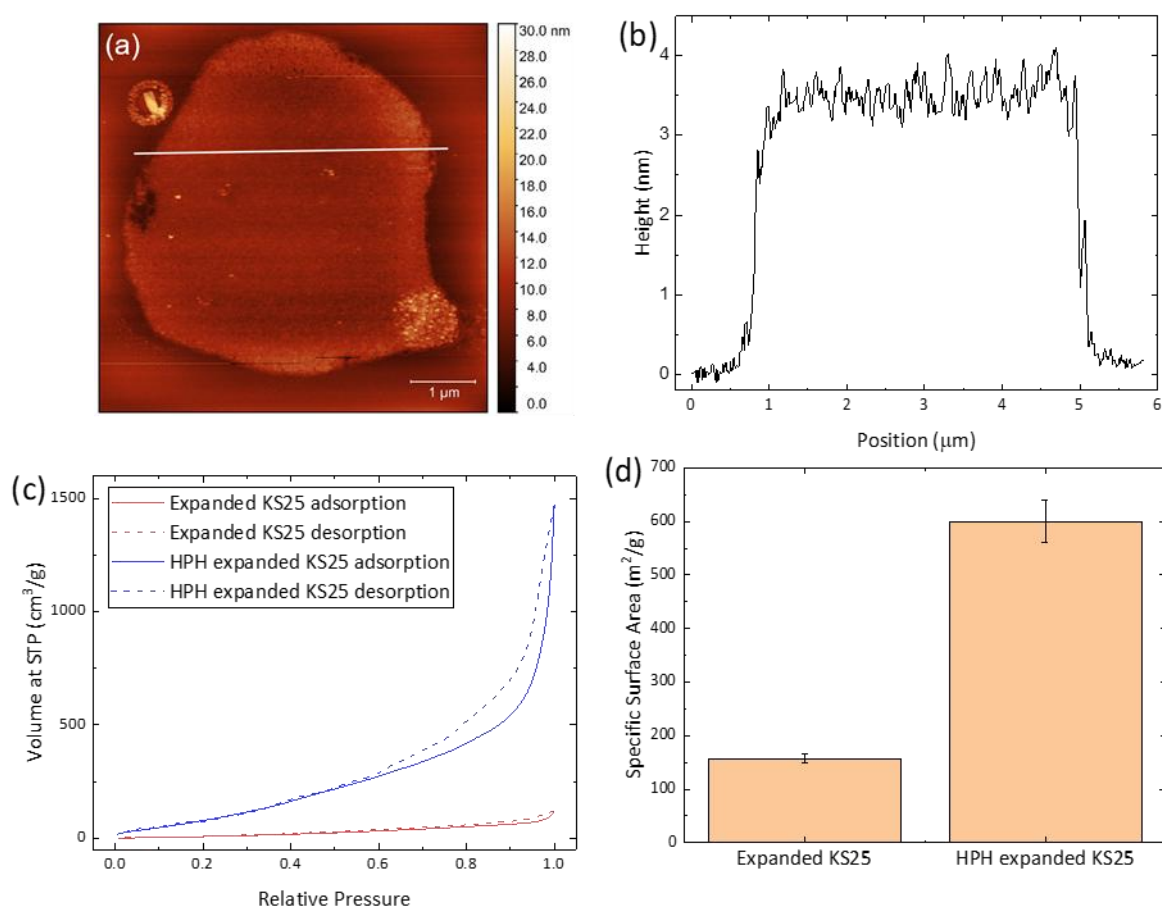 (a)
30.0 nm
26.0
24.0
22.0
20.0
18.0
16.0
14.0
12.0
10.0
8.0
6.0
4.0
2.0
0.0
1 µm
(b)
4
3
2
1
0
Height (nm)
0 1 2 3 4 5 6
Position (µm)
(c)
Expanded KS25 adsorption
Expanded KS25 desorption
HPH expanded KS25 adsorption
HPH expanded KS25 desorption
1500
1000
500
0
Volume at STP (cm³/g)
0.0 0.2 0.4 0.6 0.8 1.0
Relative Pressure
(d)
700
600
500
400
300
200
100
0
Specific Surface Area (m²/g)
Expanded KS25 HPH expanded KS25